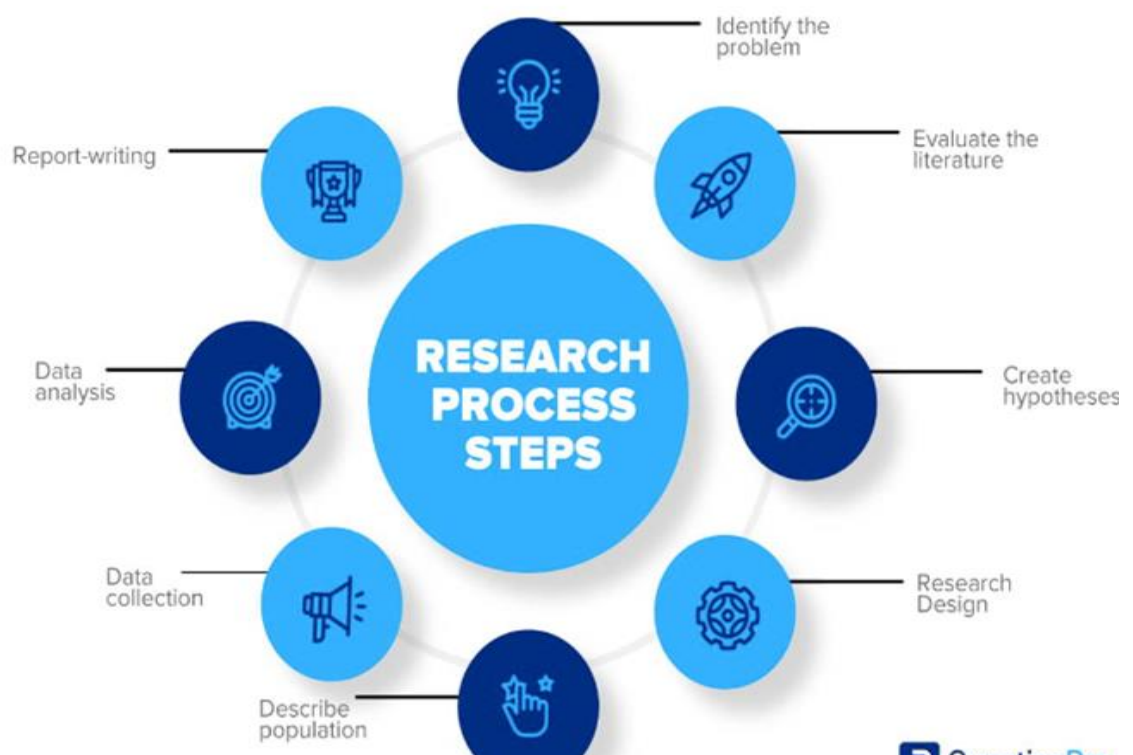 Identify the
problem
Evaluate the
literature
Create
hypotheses
Research
Design
Describe
population
Data
collection
Data
analysis
Report-writing
RESEARCH
PROCESS
STEPS